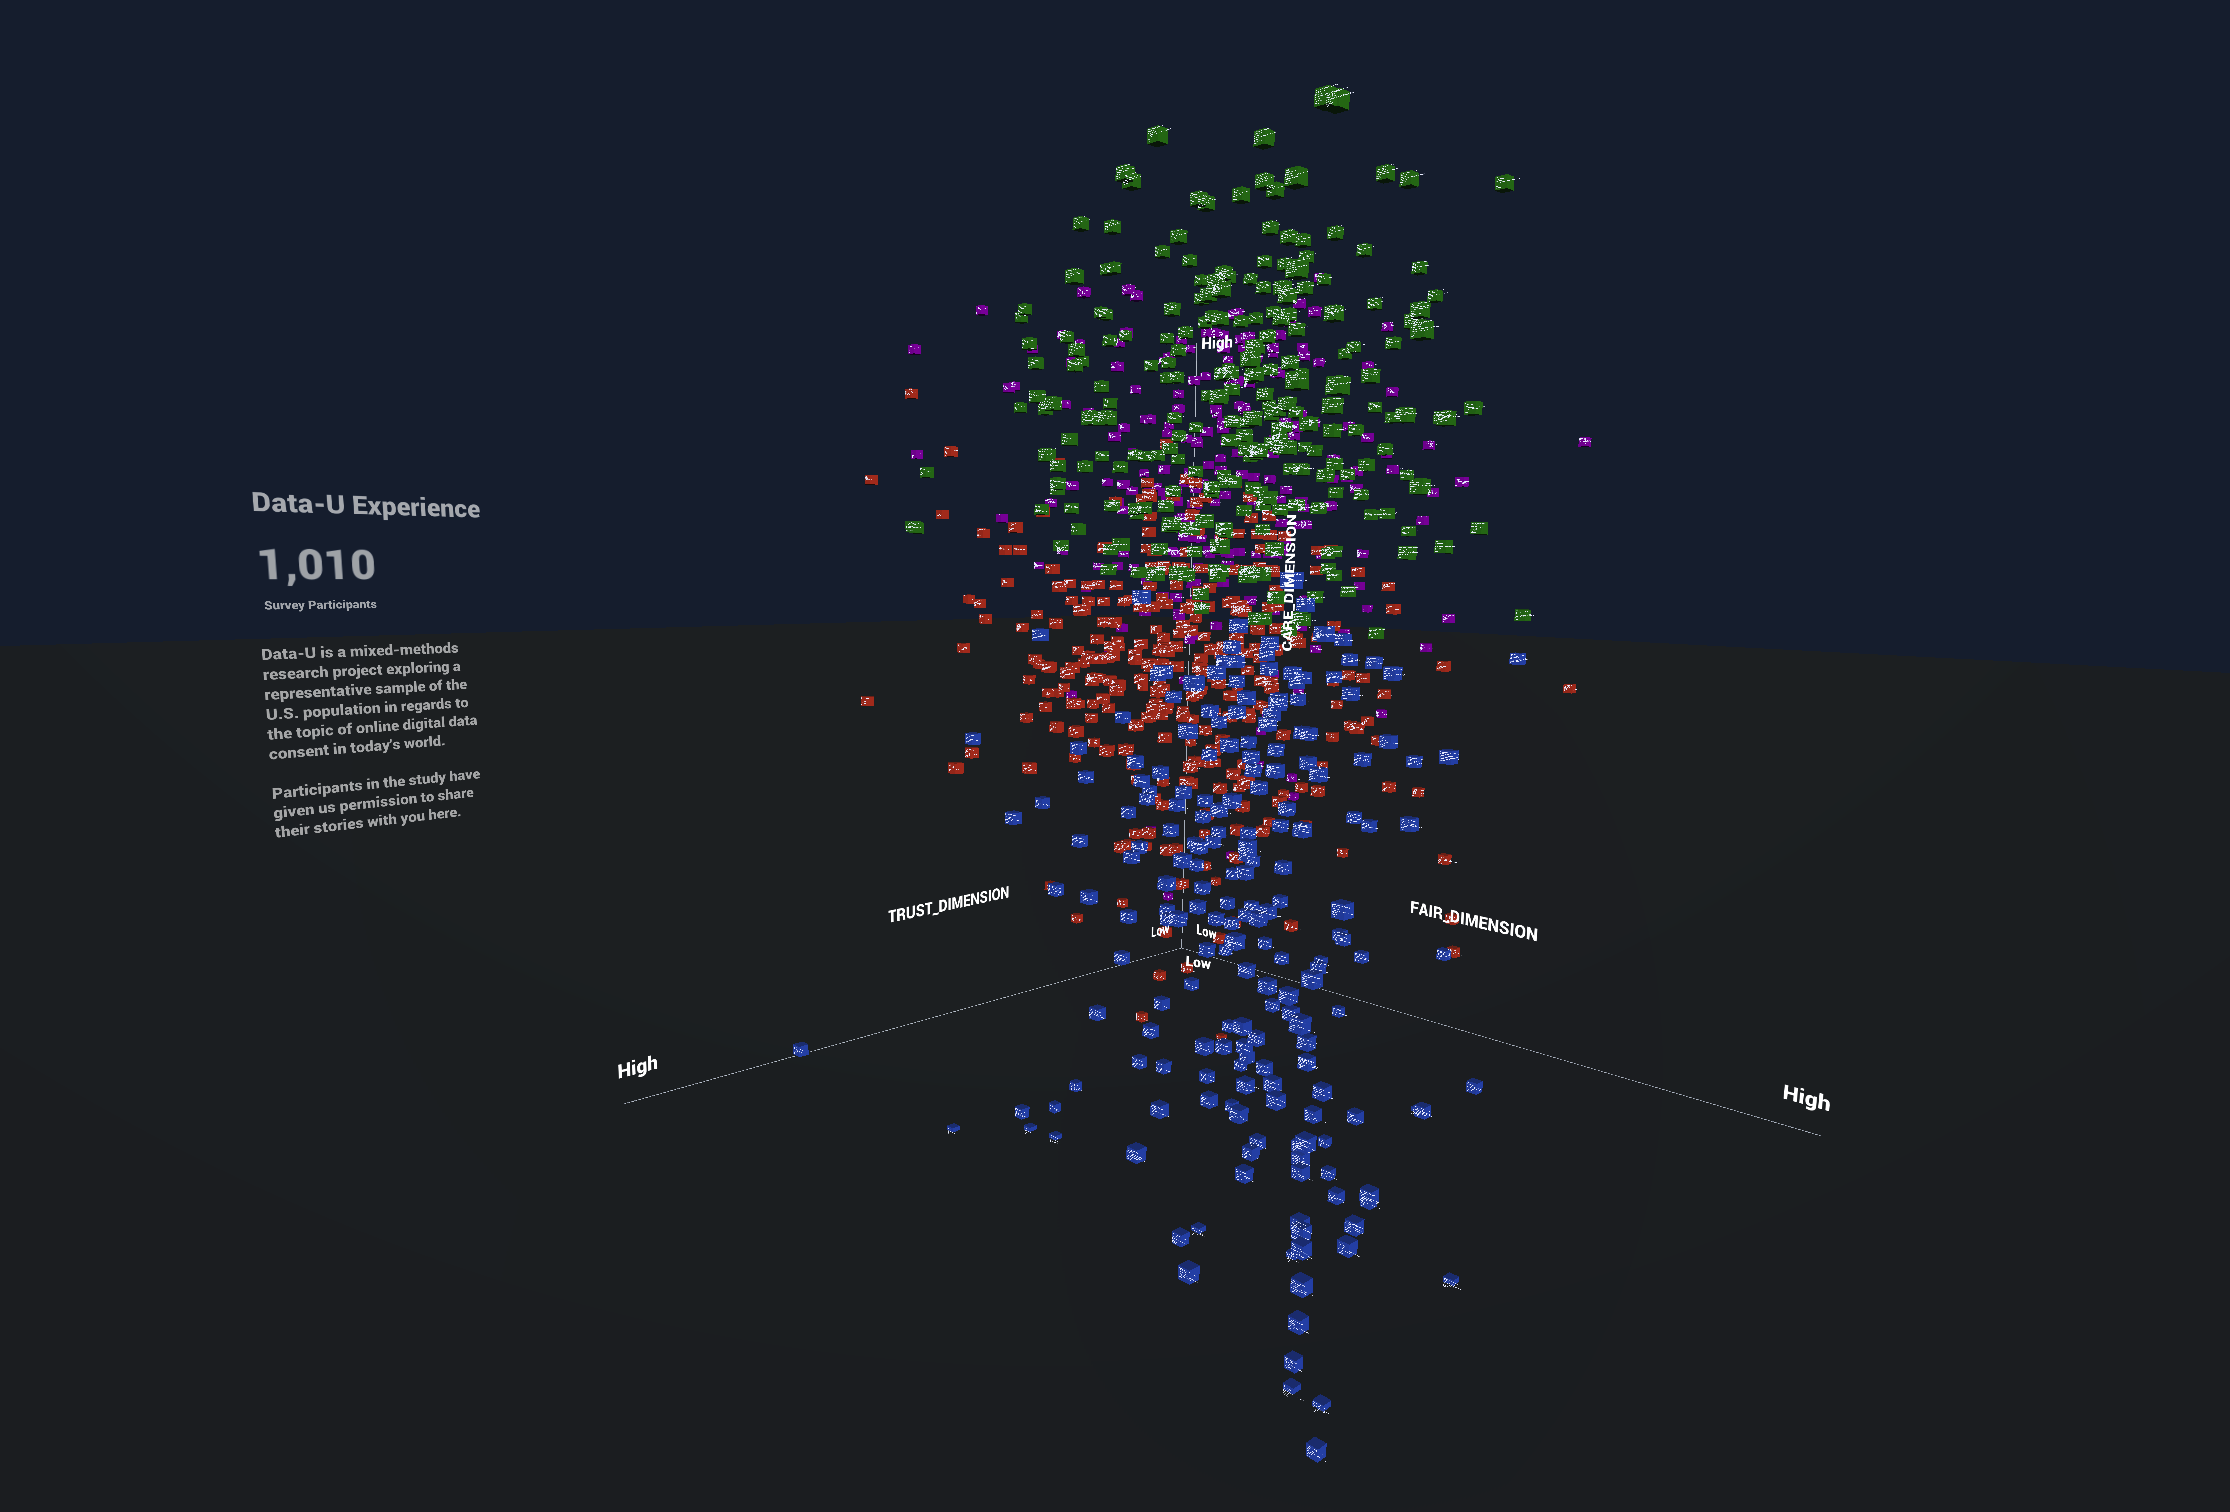 High
Data-U Experience
CARE_DIMENSION
1,010
Survey Participants
Data-U is a mixed-methods
research project exploring a
representative sample of the
U.S. population in regards to
the topic of online digital data
consent in today's world.
Participants in the study have
given us permission to share
their stories with you here.
TRUST_DIMENSION
FAIR_DIMENSION
Low
Low
Low
High
High